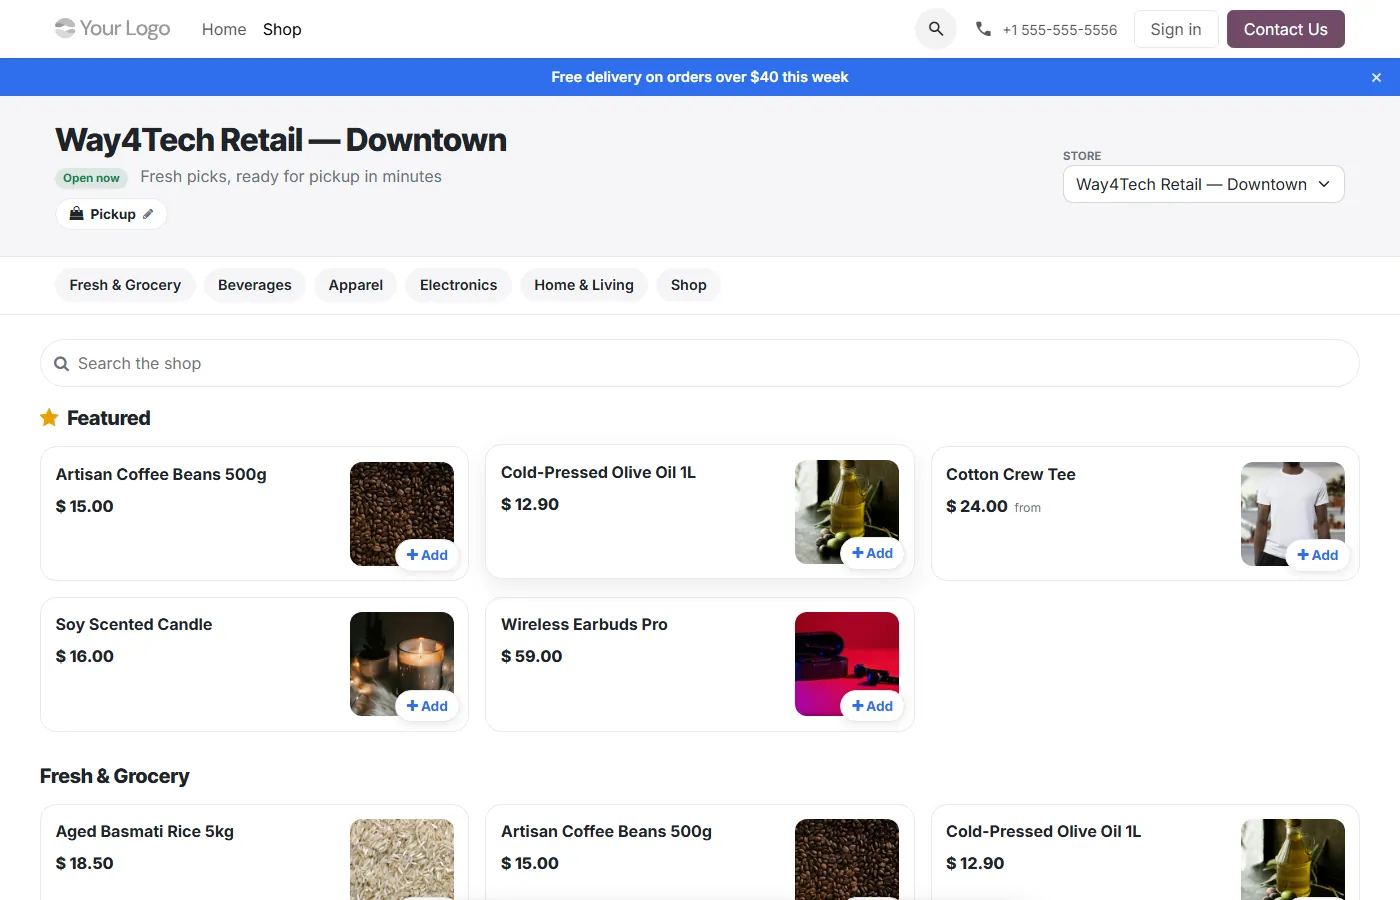 Your Logo
Home
Shop
+1 555-555-5556
Sign in
Contact Us
Free delivery on orders over $40 this week
Way4Tech Retail — Downtown
Open now
Fresh picks, ready for pickup in minutes
Pickup
STORE
Way4Tech Retail — Downtown
Fresh & Grocery
Beverages
Apparel
Electronics
Home & Living
Shop
Search the shop
Featured
Artisan Coffee Beans 500g
$ 15.00
+ Add
Cold-Pressed Olive Oil 1L
$ 12.90
+ Add
Cotton Crew Tee
$ 24.00 from
+ Add
Soy Scented Candle
$ 16.00
+ Add
Wireless Earbuds Pro
$ 59.00
+ Add
Fresh & Grocery
Aged Basmati Rice 5kg
$ 18.50
Artisan Coffee Beans 500g
$ 15.00
Cold-Pressed Olive Oil 1L
$ 12.90